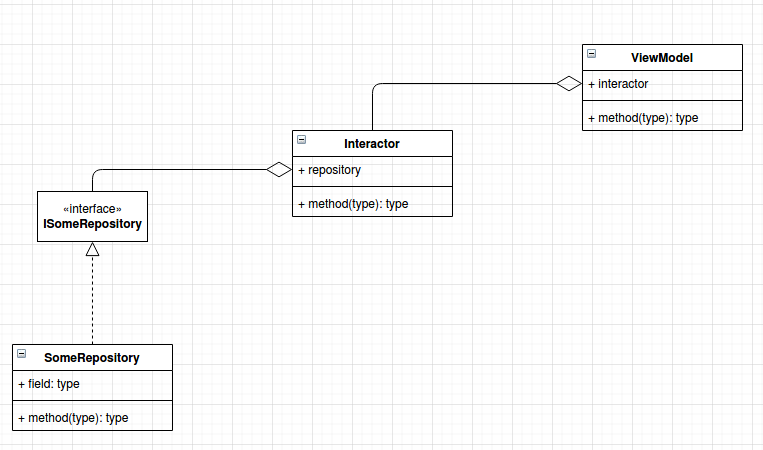 ViewModel
+ interactor
+ method(type): type
Interactor
+ repository
+ method(type): type
«interface»
ISomeRepository
SomeRepository
+ field: type
+ method(type): type